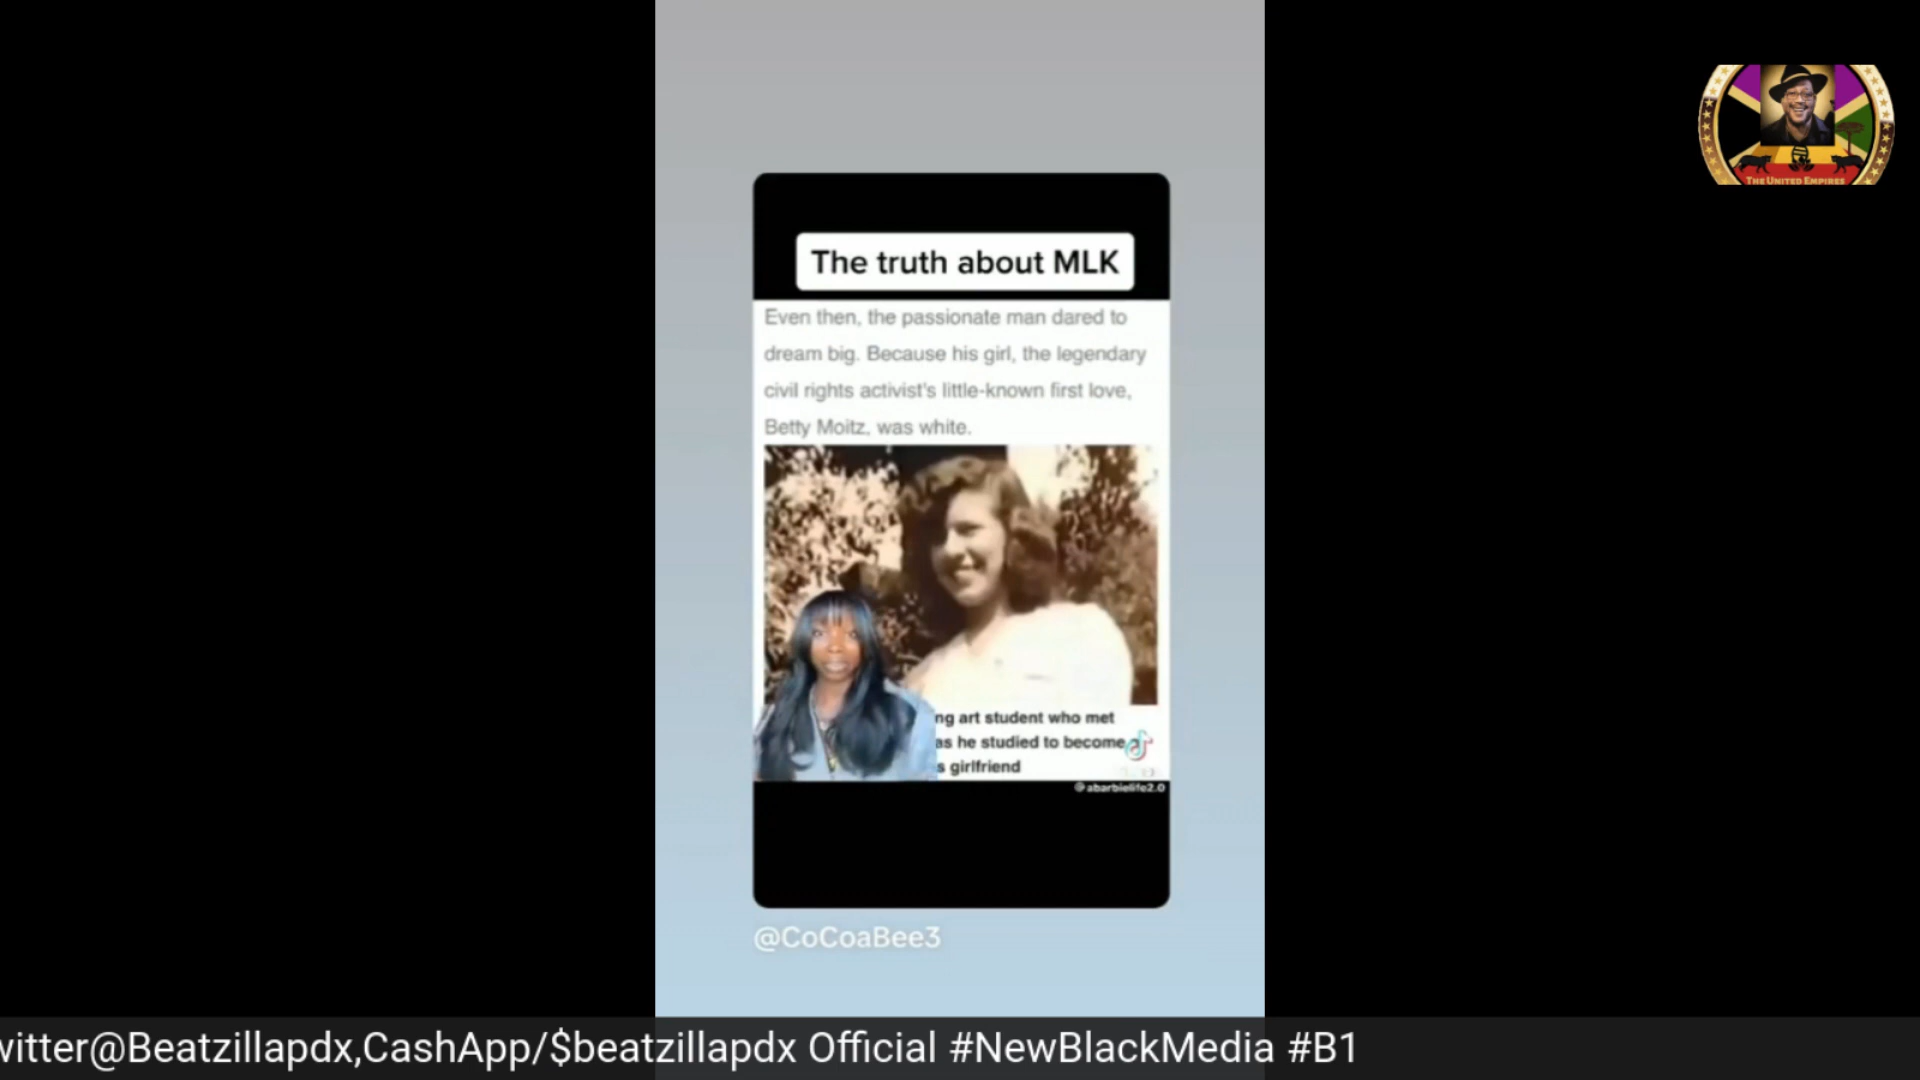 THE UNITED EMPIRES
The truth about MLK
Even then, the passionate man dared to
dream big. Because his girl, the legendary
civil rights activist's little-known first love,
Betty Moitz, was white.
ng art student who met
as he studied to become
s girlfriend
@abarbielife2.0
@CoCoaBee3
witter@Beatzillapdx,CashApp/$beatzillapdx Official #NewBlackMedia #B1